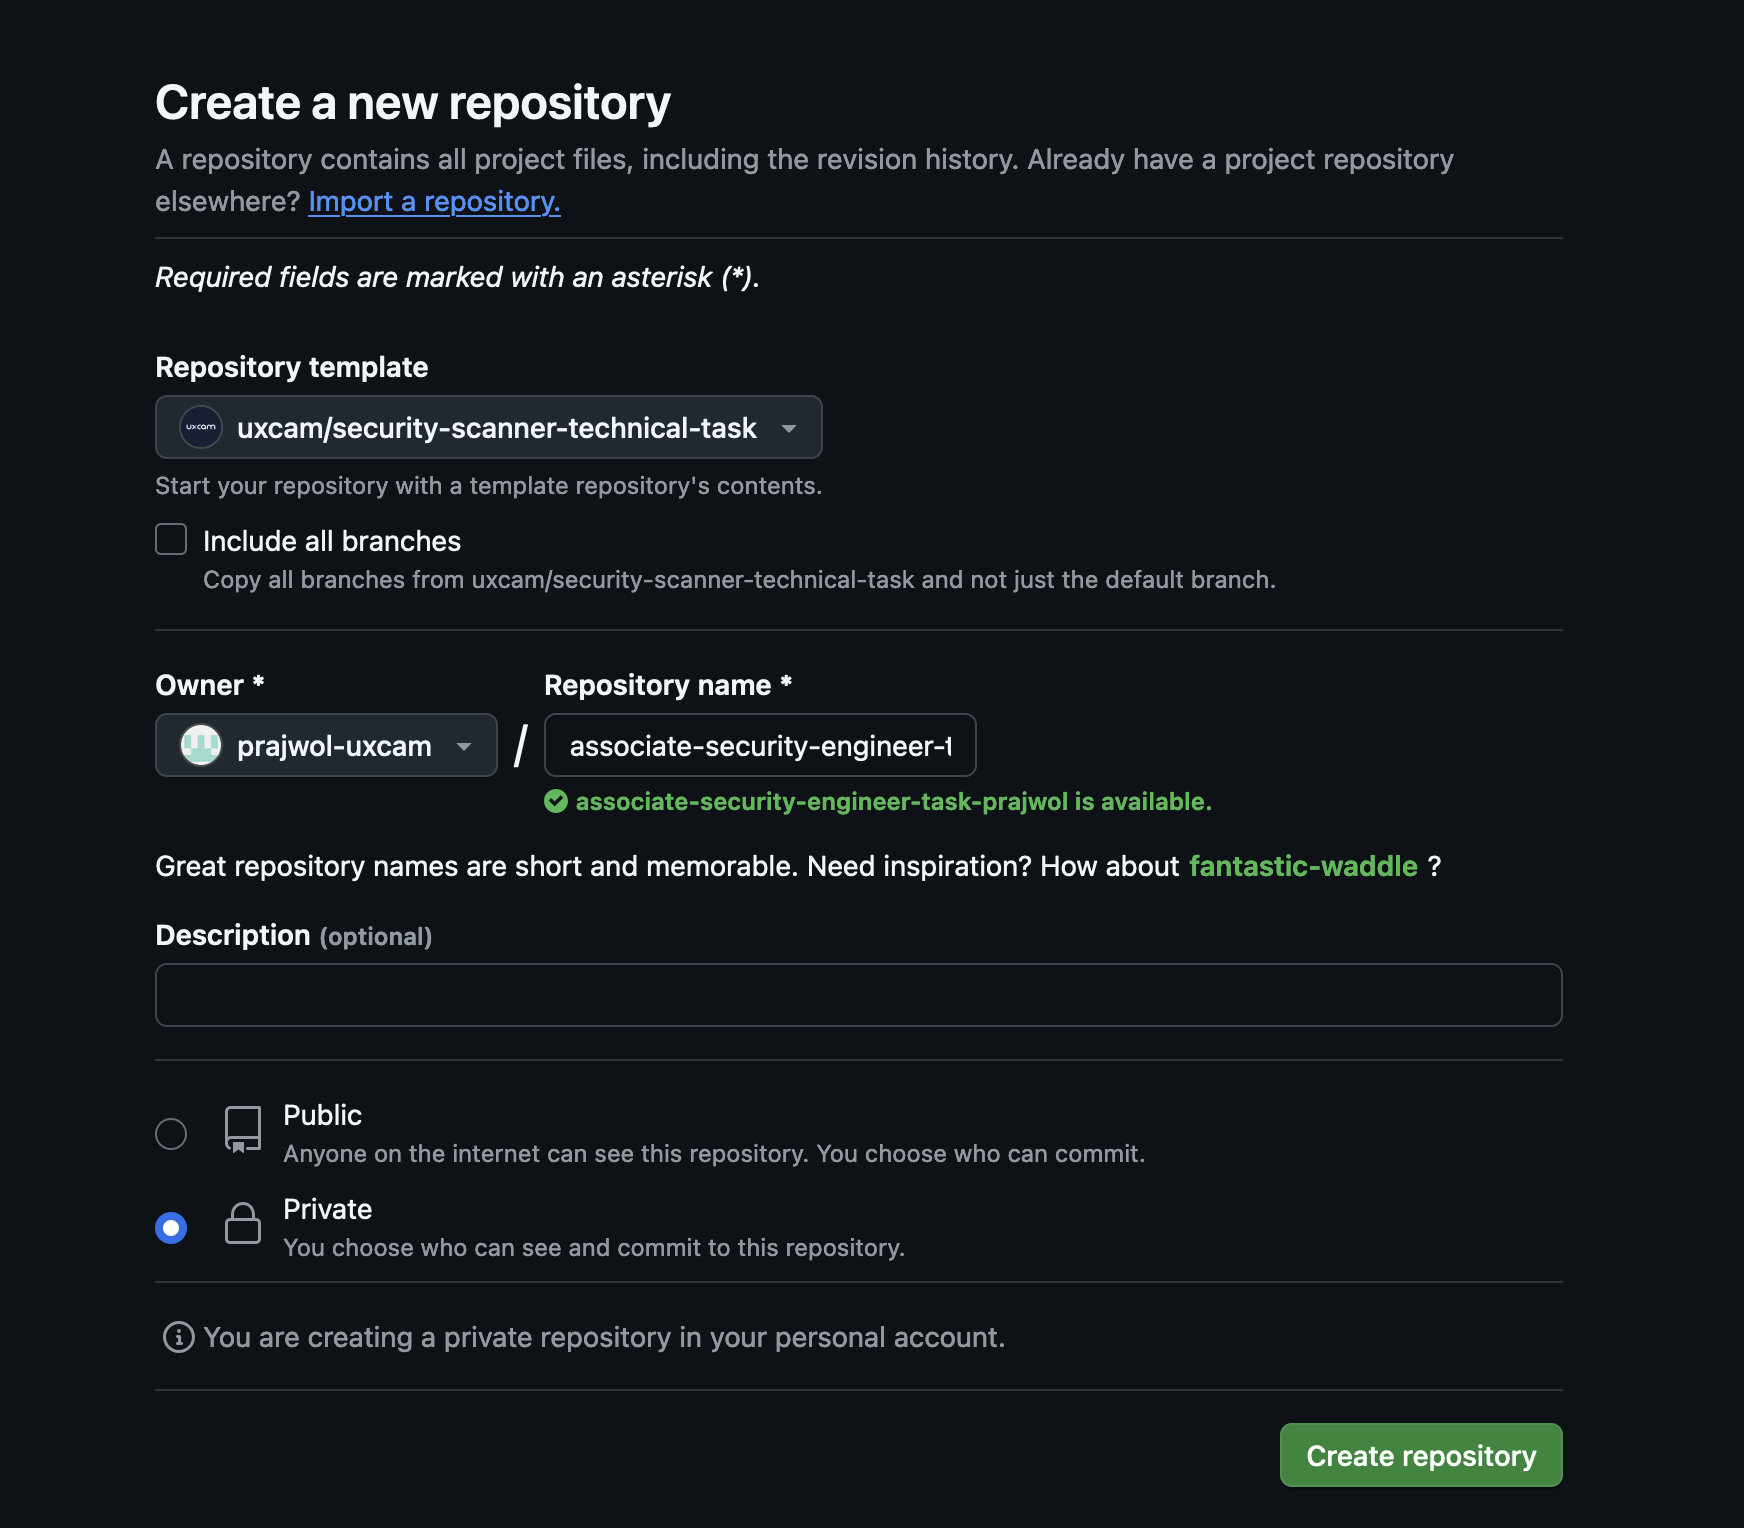 Create a new repository
A repository contains all project files, including the revision history. Already have a project repository
elsewhere? Import a repository.
Required fields are marked with an asterisk (*).
Repository template
uxcam
uxcam/security-scanner-technical-task
Start your repository with a template repository's contents.
Include all branches
Copy all branches from uxcam/security-scanner-technical-task and not just the default branch.
Owner *
Repository name *
prajwol-uxcam
/
associate-security-engineer-t
associate-security-engineer-task-prajwol is available.
Great repository names are short and memorable. Need inspiration? How about fantastic-waddle ?
Description (optional)
Public
Anyone on the internet can see this repository. You choose who can commit.
Private
You choose who can see and commit to this repository.
You are creating a private repository in your personal account.
Create repository